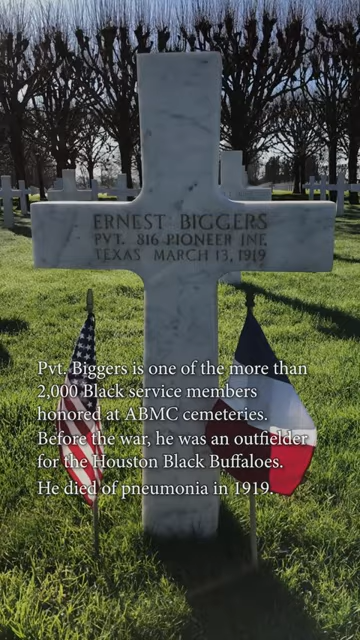 ERNEST BIGGERS
PVT. 816 PIONEER INF.
TEXAS MARCH 13, 1919
Pvt. Biggers is one of the more than
2,000 Black service members
honored at ABMC cemeteries.
Before the war, he was an outfielder
for the Houston Black Buffaloes.
He died of pneumonia in 1919.